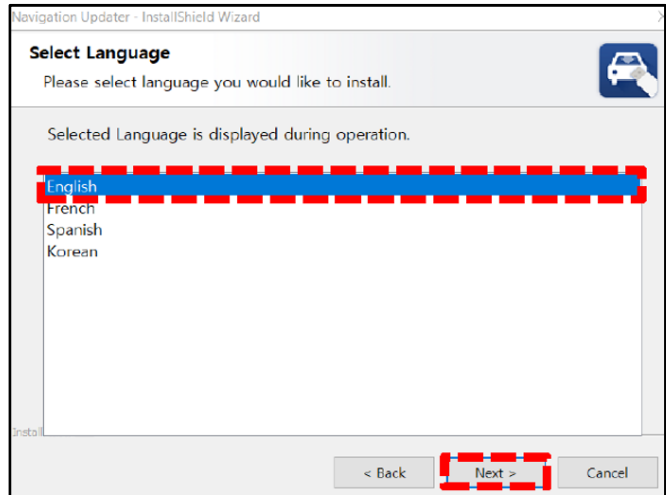 Navigation Updater - InstallShield Wizard
Select Language
Please select language you would like to install.
Selected Language is displayed during operation.
English
French
Spanish
Korean
Install
< Back
Next >
Cancel